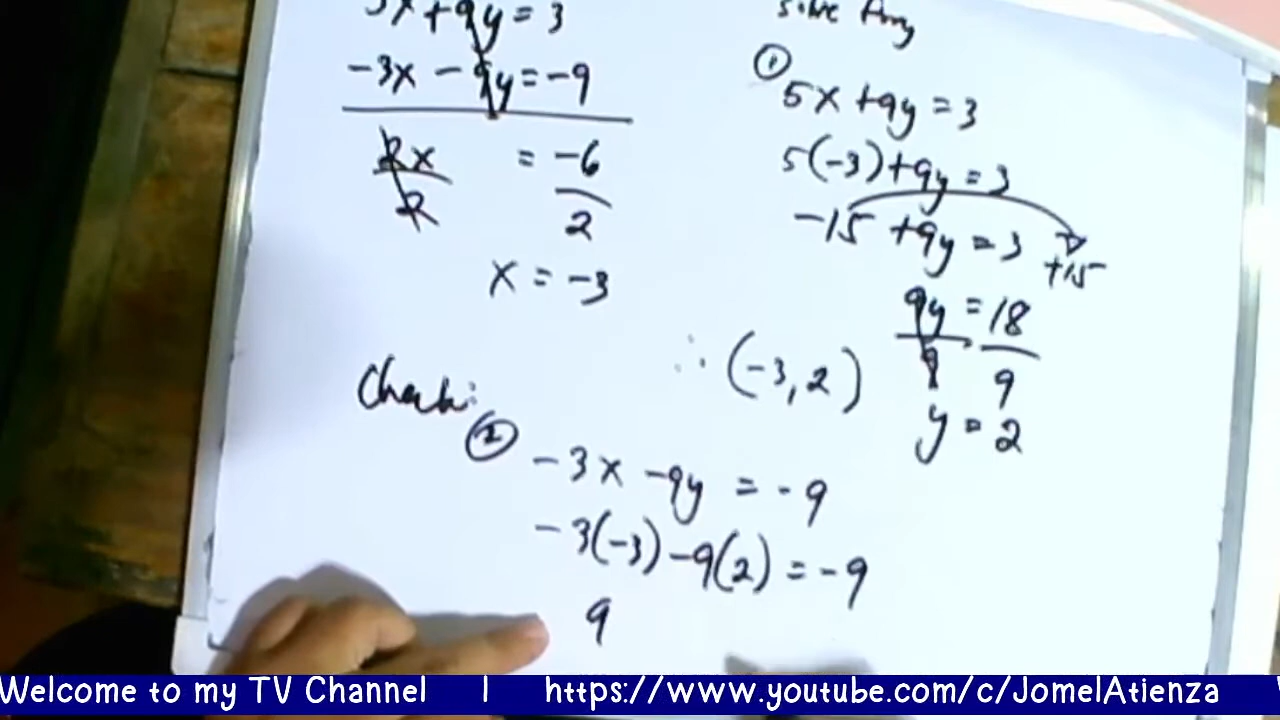 5x + 9y = 3
-3x - 9y = -9
2x = -6
2 2
x = -3
solve for y
① 5x + 9y = 3
5(-3) + 9y = 3
-15 + 9y = 3 +15
9y = 18
9 9
y = 2
∴ (-3, 2)
Check:
② -3x - 9y = -9
-3(-3) - 9(2) = -9
9
Welcome to my TV Channel | https://www.youtube.com/c/JomelAtienza